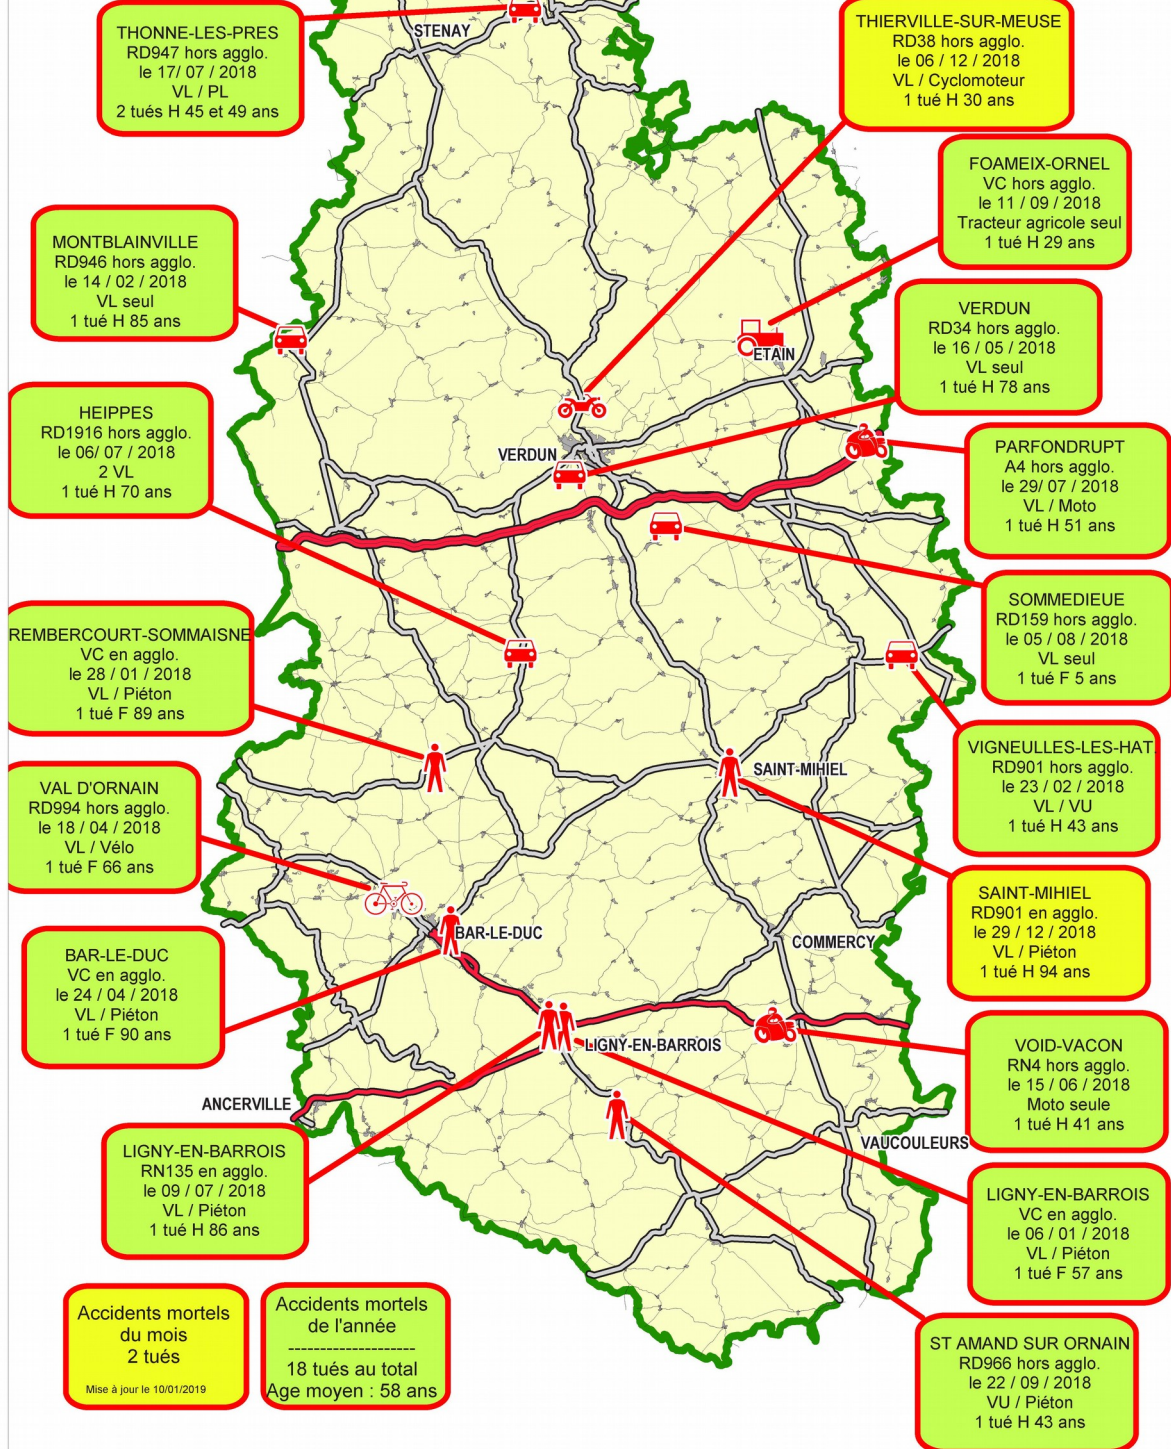 THONNE-LES-PRES
RD947 hors agglo.
le 17/ 07 / 2018
VL / PL
2 tués H 45 et 49 ans
STENAY
THIERVILLE-SUR-MEUSE
RD38 hors agglo.
le 06 / 12 / 2018
VL / Cyclomoteur
1 tué H 30 ans
FOAMEIX-ORNEL
VC hors agglo.
le 11 / 09 / 2018
Tracteur agricole seul
1 tué H 29 ans
MONTBLAINVILLE
RD946 hors agglo.
le 14 / 02 / 2018
VL seul
1 tué H 85 ans
VERDUN
RD34 hors agglo.
le 16 / 05 / 2018
VL seul
1 tué H 78 ans
ETAIN
HEIPPES
RD1916 hors agglo.
le 06/ 07 / 2018
2 VL
1 tué H 70 ans
VERDUN
PARFONDRUPT
A4 hors agglo.
le 29/ 07 / 2018
VL / Moto
1 tué H 51 ans
SOMMEDIEUE
RD159 hors agglo.
le 05 / 08 / 2018
VL seul
1 tué F 5 ans
REMBERCOURT-SOMMAISNE
VC en agglo.
le 28 / 01 / 2018
VL / Piéton
1 tué F 89 ans
VIGNEULLES-LES-HAT.
RD901 hors agglo.
le 23 / 02 / 2018
VL / VU
1 tué H 43 ans
SAINT-MIHIEL
VAL D'ORNAIN
RD994 hors agglo.
le 18 / 04 / 2018
VL / Vélo
1 tué F 66 ans
SAINT-MIHIEL
RD901 en agglo.
le 29 / 12 / 2018
VL / Piéton
1 tué H 94 ans
BAR-LE-DUC
COMMERCY
BAR-LE-DUC
VC en agglo.
le 24 / 04 / 2018
VL / Piéton
1 tué F 90 ans
LIGNY-EN-BARROIS
VOID-VACON
RN4 hors agglo.
le 15 / 06 / 2018
Moto seule
1 tué H 41 ans
ANCERVILLE
VAUCOULEURS
LIGNY-EN-BARROIS
RN135 en agglo.
le 09 / 07 / 2018
VL / Piéton
1 tué H 86 ans
LIGNY-EN-BARROIS
VC en agglo.
le 06 / 01 / 2018
VL / Piéton
1 tué F 57 ans
Accidents mortels
du mois
2 tués
Mise à jour le 10/01/2019
Accidents mortels
de l'année
--------------------
18 tués au total
Age moyen : 58 ans
ST AMAND SUR ORNAIN
RD966 hors agglo.
le 22 / 09 / 2018
VU / Piéton
1 tué H 43 ans